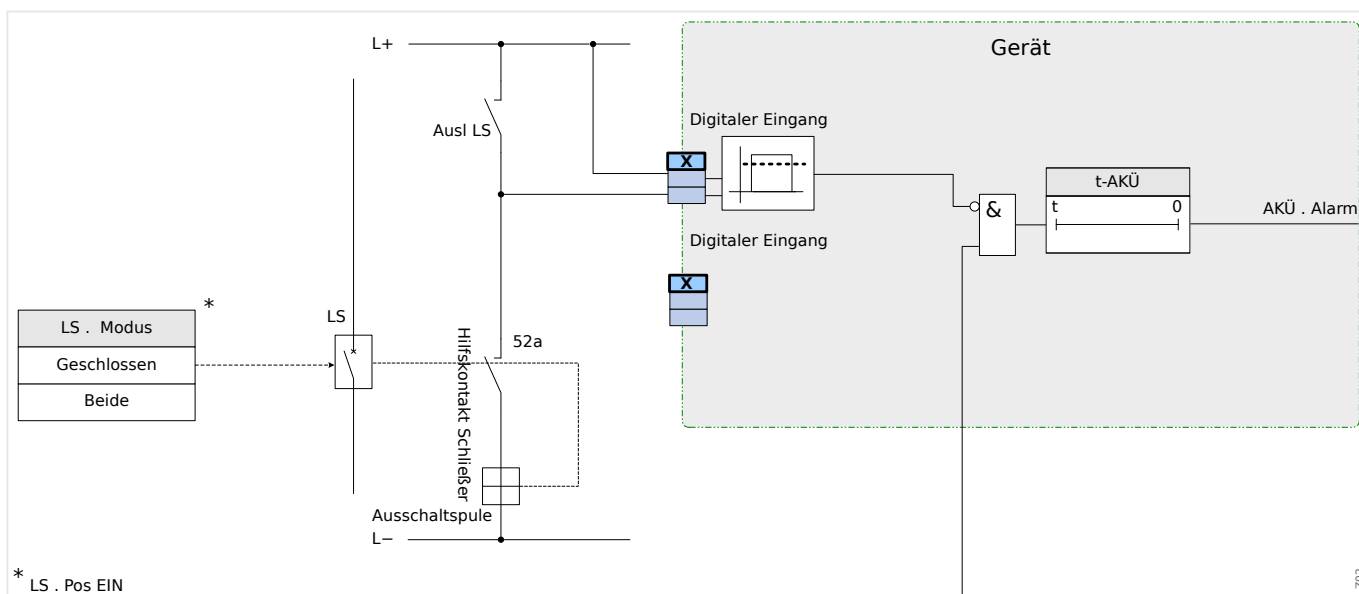 L+
Gerät
Digitaler Eingang
Ausl LS
X
t-AKÜ
t
0
&
AKÜ . Alarm
Digitaler Eingang
X
*
LS . Modus
Geschlossen
Beide
LS
52a
Hilfskontakt Schließer
Ausschaltspule
L−
* LS . Pos EIN